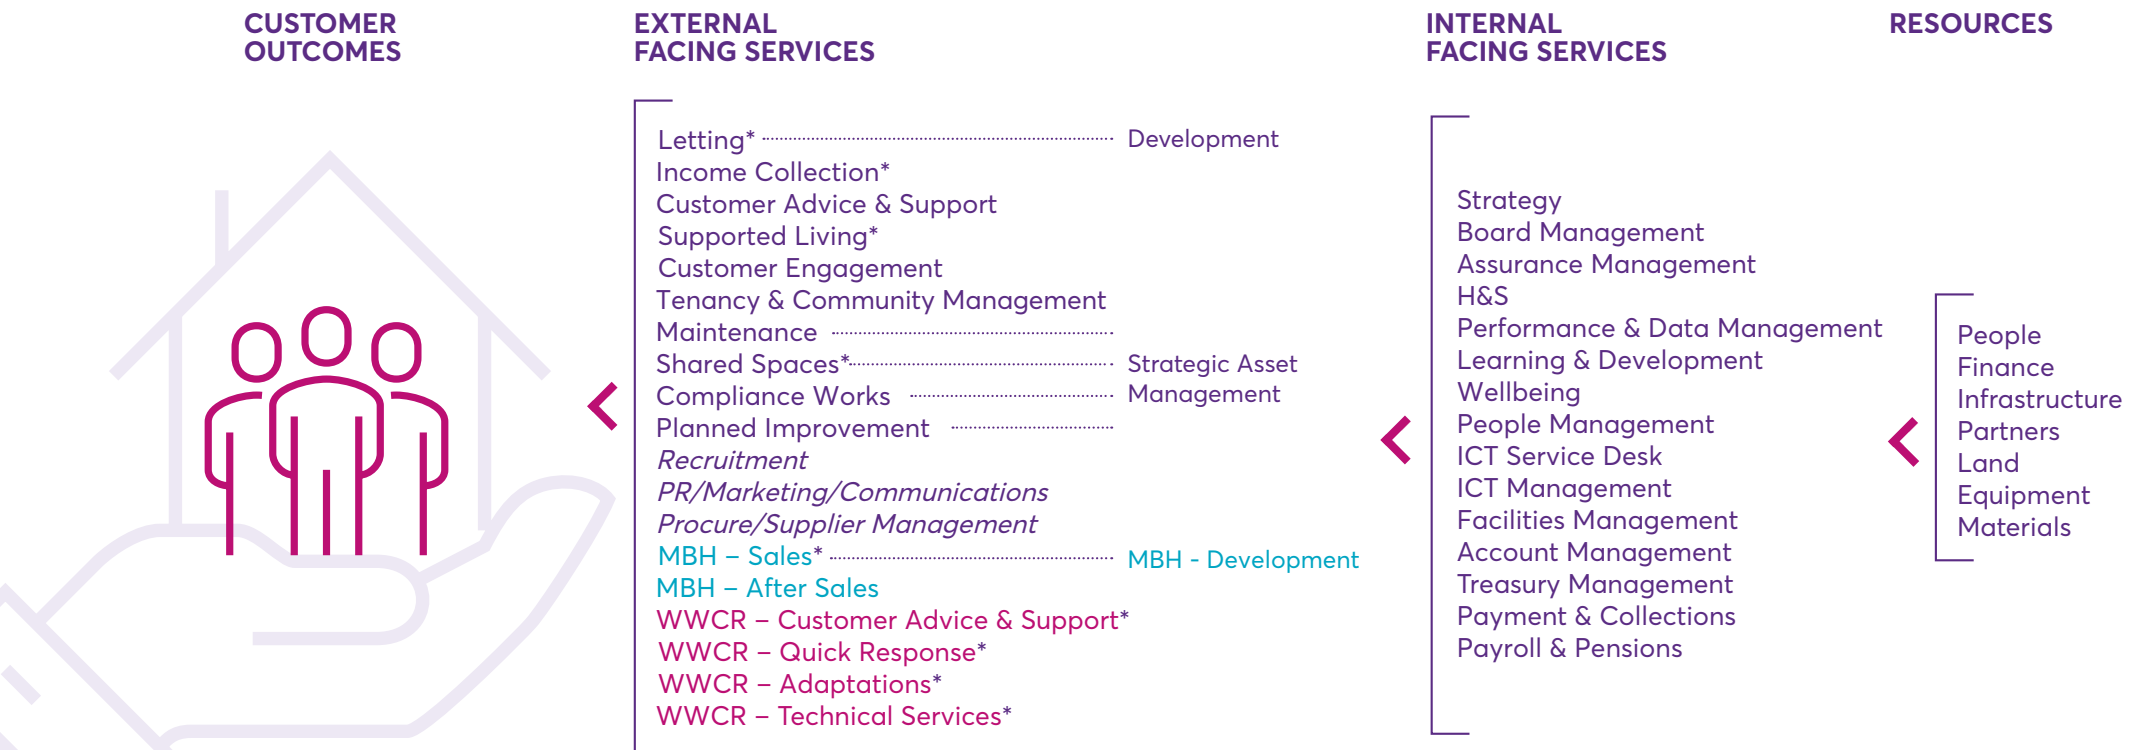 CUSTOMER
OUTCOMES
EXTERNAL
FACING SERVICES
Letting*
Income Collection*
Customer Advice & Support
Supported Living*
Customer Engagement
Tenancy & Community Management
Maintenance
Shared Spaces*
Compliance Works
Planned Improvement
Recruitment
PR/Marketing/Communications
Procure/Supplier Management
MBH – Sales*
MBH – After Sales
WWCR – Customer Advice & Support*
WWCR – Quick Response*
WWCR – Adaptations*
WWCR – Technical Services*
Development
Strategic Asset
Management
MBH - Development
INTERNAL
FACING SERVICES
Strategy
Board Management
Assurance Management
H&S
Performance & Data Management
Learning & Development
Wellbeing
People Management
ICT Service Desk
ICT Management
Facilities Management
Account Management
Treasury Management
Payment & Collections
Payroll & Pensions
RESOURCES
People
Finance
Infrastructure
Partners
Land
Equipment
Materials